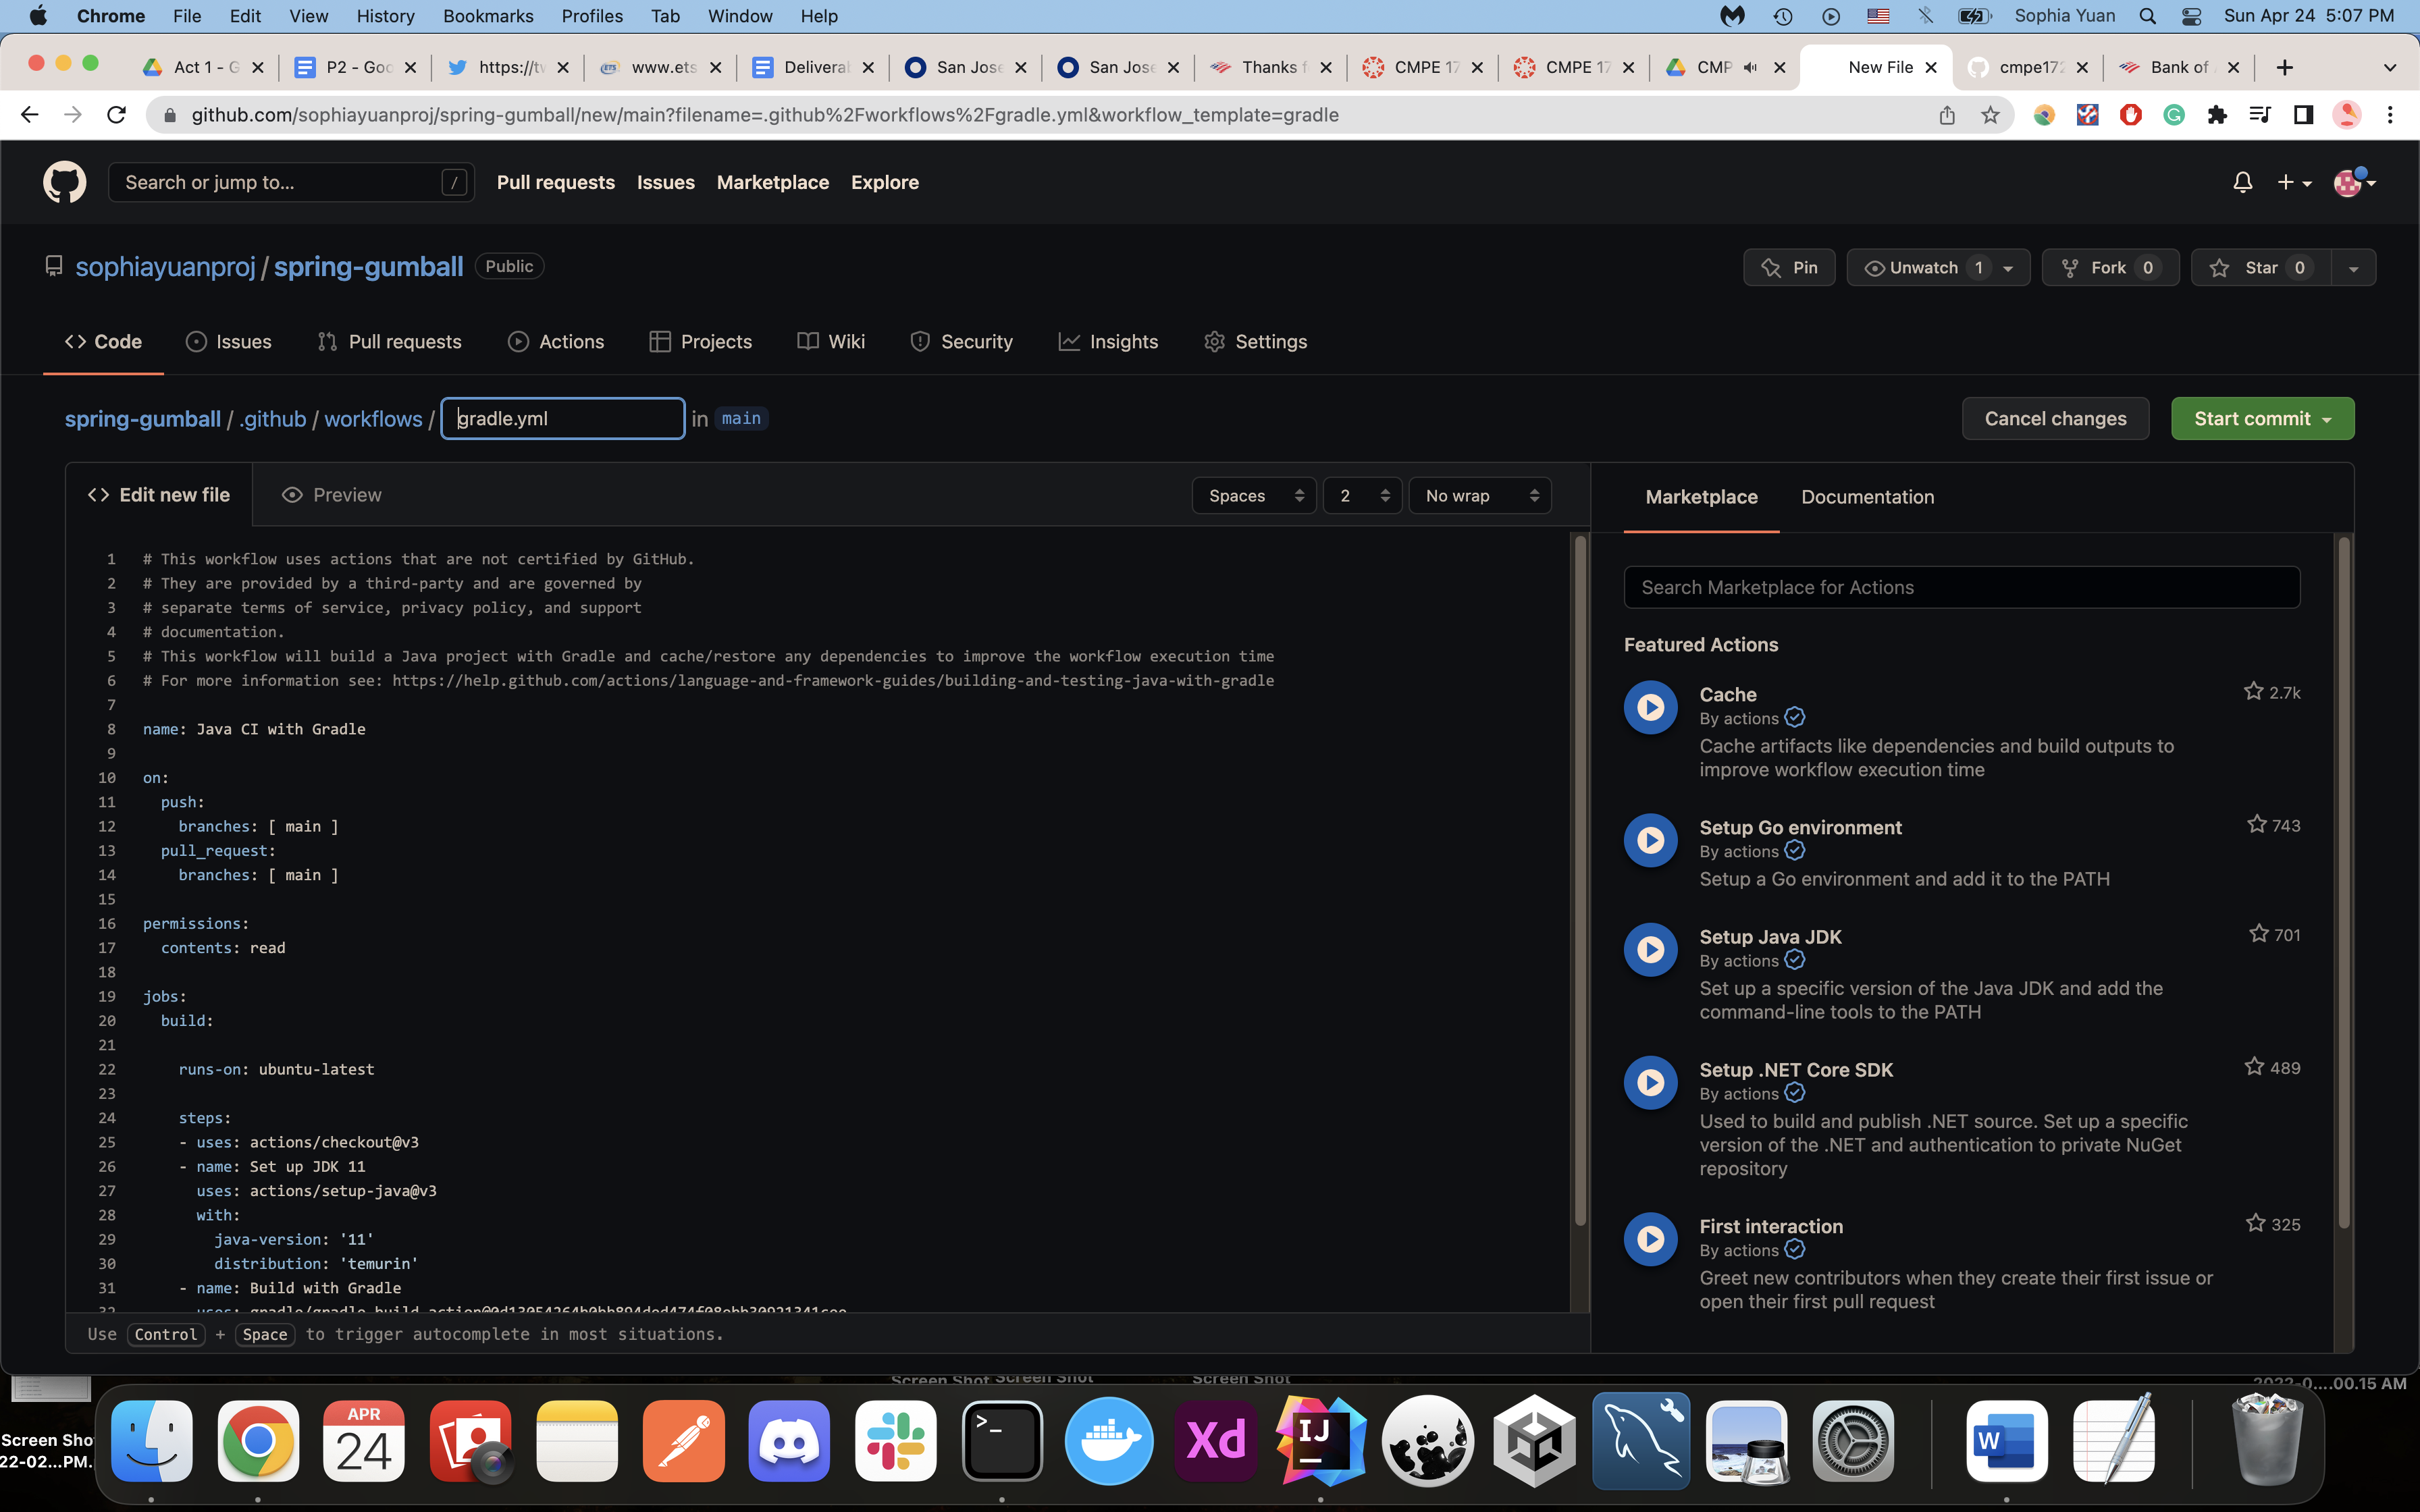 Chrome File Edit View History Bookmarks Profiles Tab Window Help Sophia Yuan Sun Apr 24 5:07 PM
Act 1 - G P2 - Goo https://tw www.ets Deliverab San Jose San Jose Thanks f CMPE 17 CMPE 17 CMP New File cmpe172 Bank of
github.com/sophiayuanproj/spring-gumball/new/main?filename=.github%2Fworkflows%2Fgradle.yml&workflow_template=gradle
Search or jump to... / Pull requests Issues Marketplace Explore
sophiayuanproj / spring-gumball Public Pin Unwatch 1 Fork 0 Star 0
Code Issues Pull requests Actions Projects Wiki Security Insights Settings
spring-gumball / .github / workflows / gradle.yml in main Cancel changes Start commit
Edit new file Preview Spaces 2 No wrap
1 # This workflow uses actions that are not certified by GitHub.
2 # They are provided by a third-party and are governed by
3 # separate terms of service, privacy policy, and support
4 # documentation.
5 # This workflow will build a Java project with Gradle and cache/restore any dependencies to improve the workflow execution time
6 # For more information see: https://help.github.com/actions/language-and-framework-guides/building-and-testing-java-with-gradle
7
8 name: Java CI with Gradle
9
10 on:
11 push:
12 branches: [ main ]
13 pull_request:
14 branches: [ main ]
15
16 permissions:
17 contents: read
18
19 jobs:
20 build:
21
22 runs-on: ubuntu-latest
23
24 steps:
25 - uses: actions/checkout@v3
26 - name: Set up JDK 11
27 uses: actions/setup-java@v3
28 with:
29 java-version: '11'
30 distribution: 'temurin'
31 - name: Build with Gradle
32
Use Control + Space to trigger autocomplete in most situations.
Marketplace Documentation
Search Marketplace for Actions
Featured Actions
Cache 2.7k
By actions
Cache artifacts like dependencies and build outputs to
improve workflow execution time
Setup Go environment 743
By actions
Setup a Go environment and add it to the PATH
Setup Java JDK 701
By actions
Set up a specific version of the Java JDK and add the
command-line tools to the PATH
Setup .NET Core SDK 489
By actions
Used to build and publish .NET source. Set up a specific
version of the .NET and authentication to private NuGet
repository
First interaction 325
By actions
Greet new contributors when they create their first issue or
open their first pull request
Screen Shot Screen Shot Screen Shot
2022-0....00.15 AM
Screen Sho
22-02...PM.
APR
24
>_
Xd
IJ
W